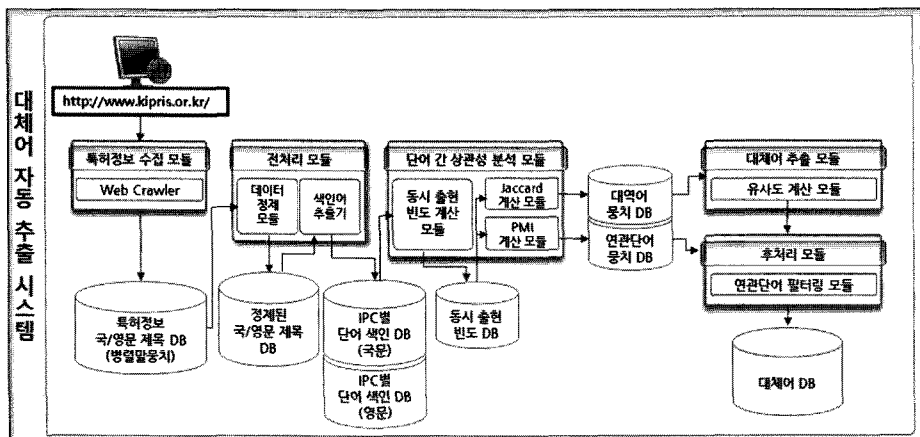 대체어 자동 추출 시스템
http://www.kipris.or.kr/
특허정보 수집 모듈
Web Crawler
특허정보
국/영문 제목 DB
(병렬말뭉치)
전처리 모듈
데이터
정제
모듈
색인어
추출기
정제된
국/영문 제목
DB
IPC별
단어 색인 DB
(국문)
IPC별
단어 색인 DB
(영문)
단어 간 상관성 분석 모듈
동시 출현
빈도 계산
모듈
Jaccard
계산 모듈
PMI
계산 모듈
동시 출현
빈도 DB
대역어
뭉치 DB
연관단어
뭉치 DB
대체어 추출 모듈
유사도 계산 모듈
후처리 모듈
연관단어 필터링 모듈
대체어 DB